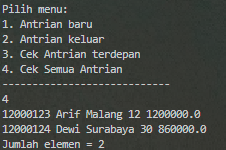 Pilih menu:
1. Antrian baru
2. Antrian keluar
3. Cek Antrian terdepan
4. Cek Semua Antrian
----------------------------
4
12000123 Arif Malang 12 1200000.0
12000124 Dewi Surabaya 30 860000.0
Jumlah elemen = 2